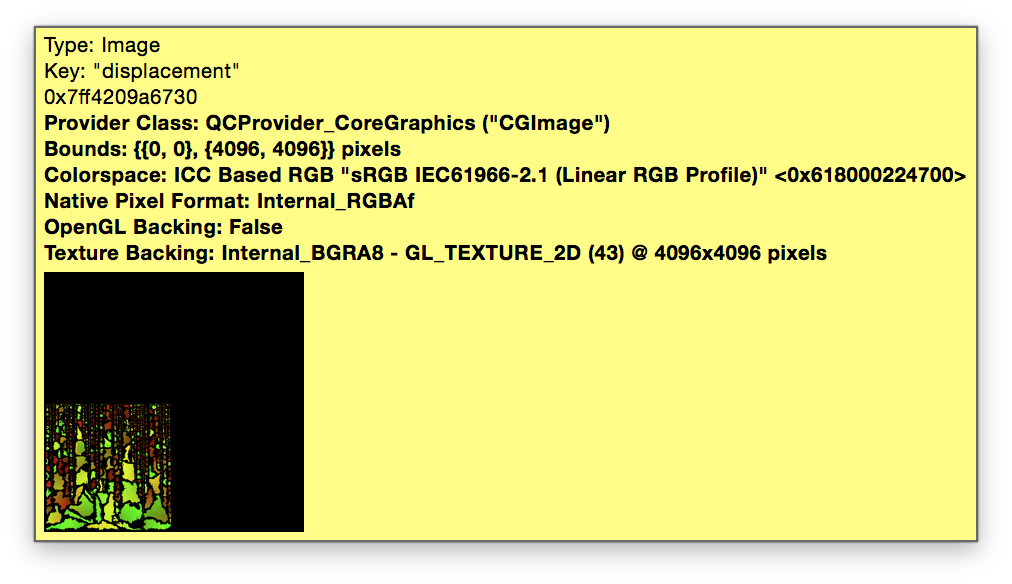 Type: Image
Key: "displacement"
0x7ff4209a6730
Provider Class: QCProvider_CoreGraphics ("CGImage")
Bounds: {{0, 0}, {4096, 4096}} pixels
Colorspace: ICC Based RGB "sRGB IEC61966-2.1 (Linear RGB Profile)" <0x618000224700>
Native Pixel Format: Internal_RGBAf
OpenGL Backing: False
Texture Backing: Internal_BGRA8 - GL_TEXTURE_2D (43) @ 4096x4096 pixels